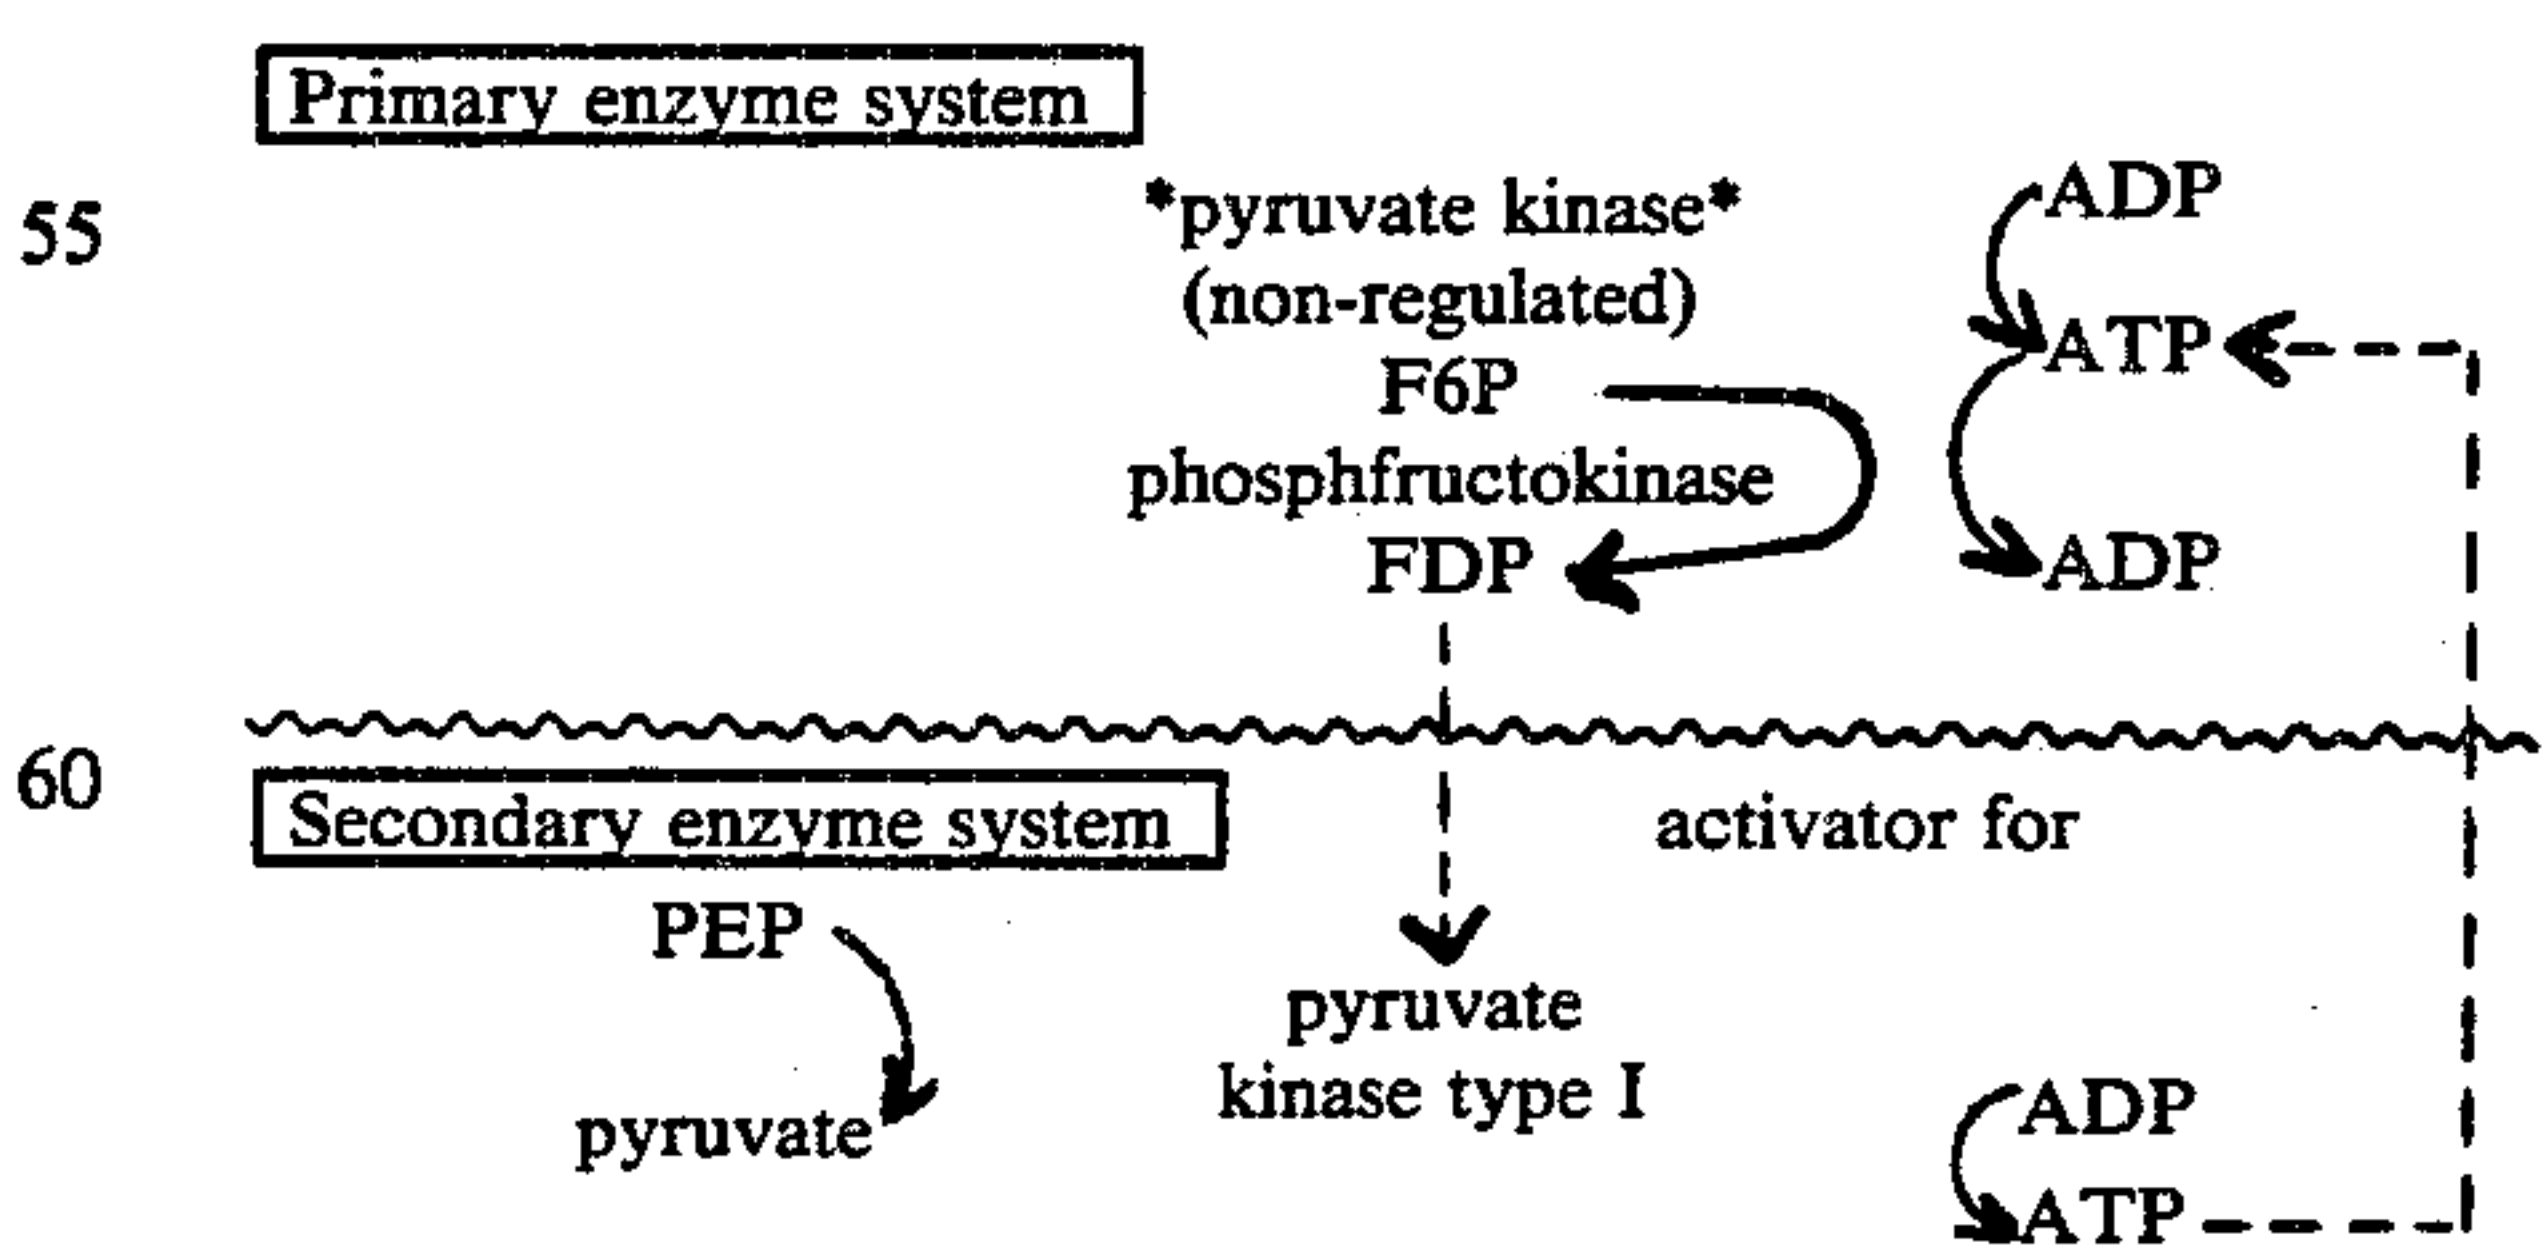 Primary enzyme system
55 *pyruvate kinase* ADP
(non-regulated)
F6P ATP
phosphfructokinase
FDP ADP
60
Secondary enzyme system activator for
PEP
pyruvate
kinase type I
pyruvate ADP
ATP